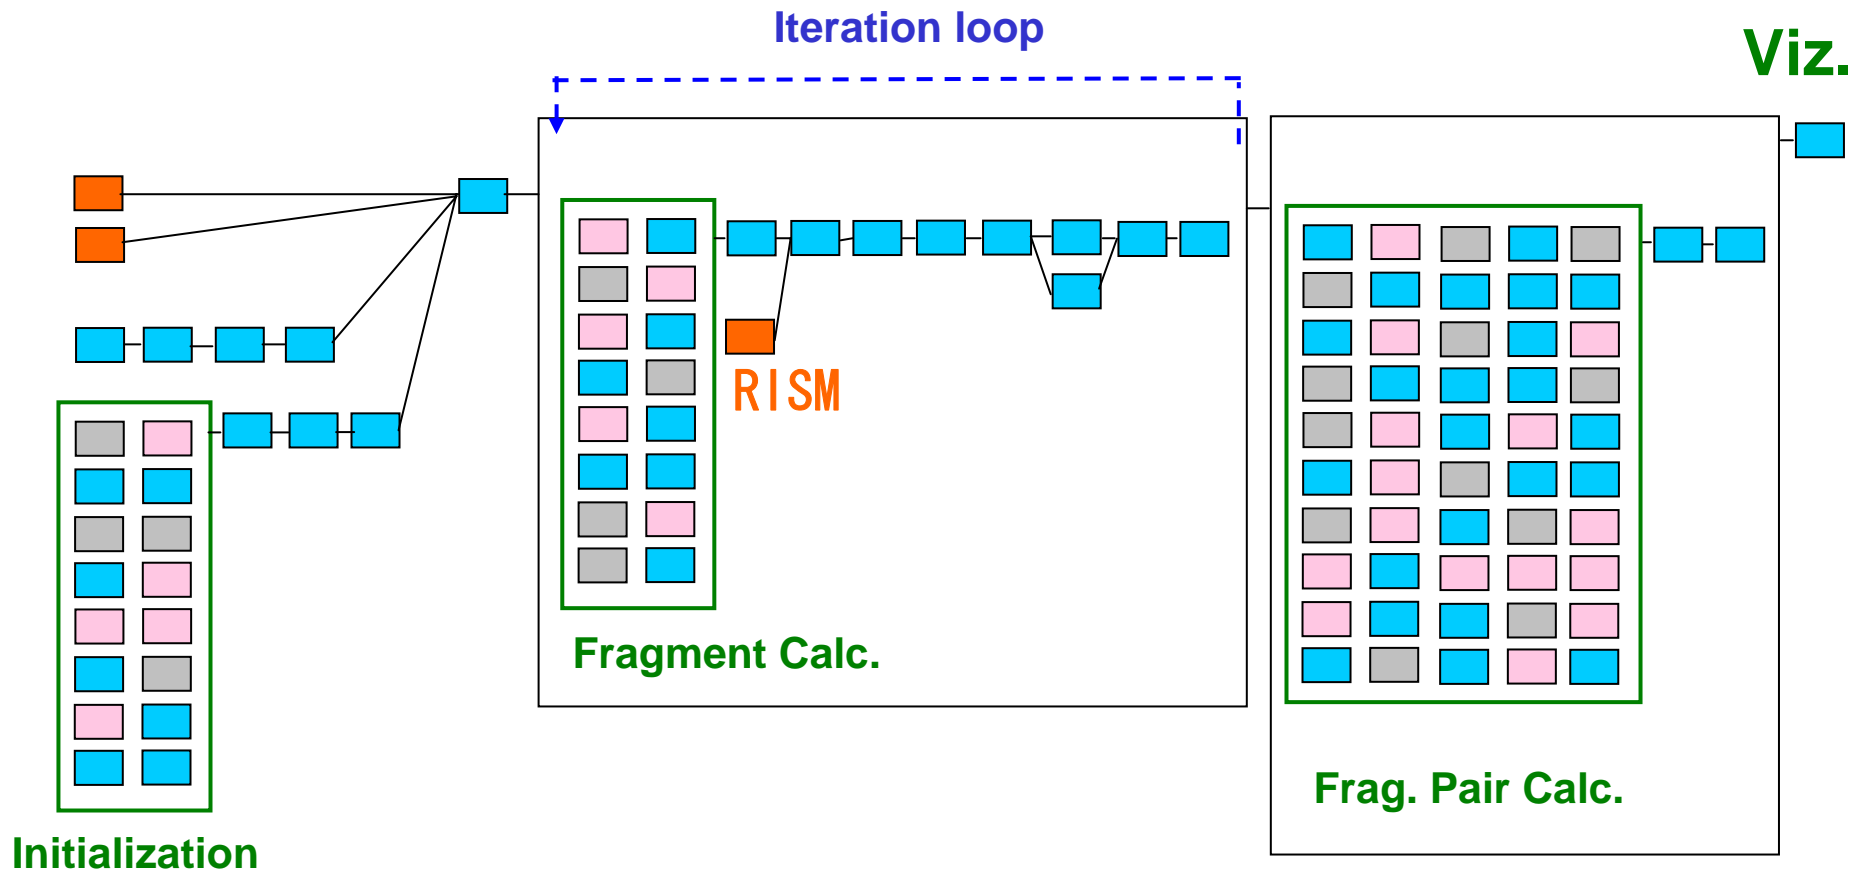 Iteration loop
Viz.
RISM
Fragment Calc.
Frag. Pair Calc.
Initialization